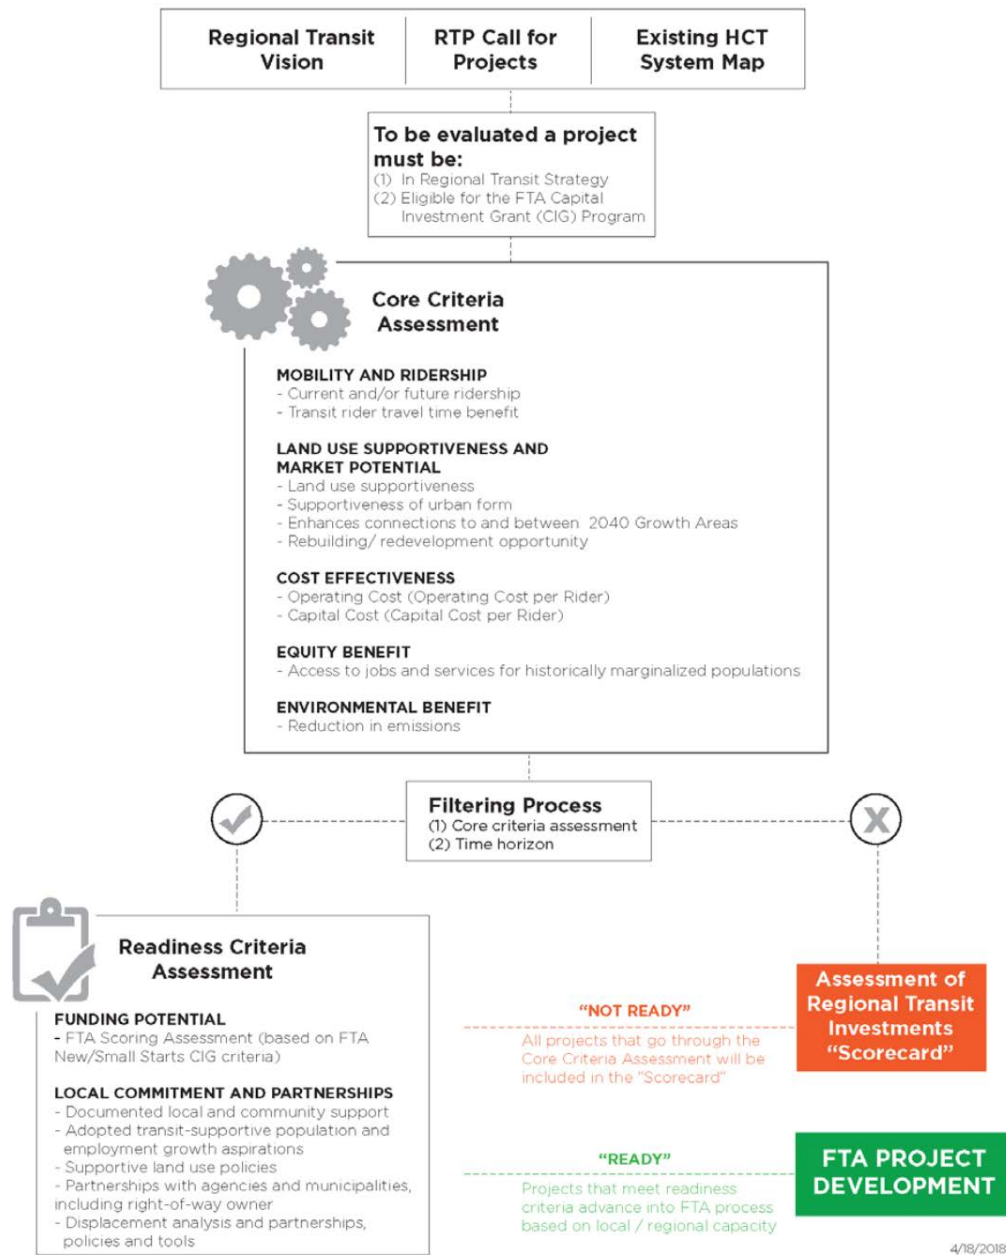 Regional Transit
Vision
RTP Call for
Projects
Existing HCT
System Map
To be evaluated a project
must be:
(1) In Regional Transit Strategy
(2) Eligible for the FTA Capital
Investment Grant (CIG) Program
Core Criteria
Assessment
MOBILITY AND RIDERSHIP
- Current and/or future ridership
- Transit rider travel time benefit
LAND USE SUPPORTIVENESS AND
MARKET POTENTIAL
- Land use supportiveness
- Supportiveness of urban form
- Enhances connections to and between 2040 Growth Areas
- Rebuilding/ redevelopment opportunity
COST EFFECTIVENESS
- Operating Cost (Operating Cost per Rider)
- Capital Cost (Capital Cost per Rider)
EQUITY BENEFIT
- Access to jobs and services for historically marginalized populations
ENVIRONMENTAL BENEFIT
- Reduction in emissions
Filtering Process
(1) Core criteria assessment
(2) Time horizon
X
Readiness Criteria
Assessment
FUNDING POTENTIAL
- FTA Scoring Assessment (based on FTA
New/Small Starts CIG criteria)
LOCAL COMMITMENT AND PARTNERSHIPS
- Documented local and community support
- Adopted transit-supportive population and
employment growth aspirations
- Supportive land use policies
- Partnerships with agencies and municipalities,
including right-of-way owner
- Displacement analysis and partnerships,
policies and tools
“NOT READY”
All projects that go through the
Core Criteria Assessment will be
included in the "Scorecard"
Assessment of
Regional Transit
Investments
“Scorecard”
“READY”
Projects that meet readiness
criteria advance into FTA process
based on local / regional capacity
FTA PROJECT
DEVELOPMENT
4/18/2018